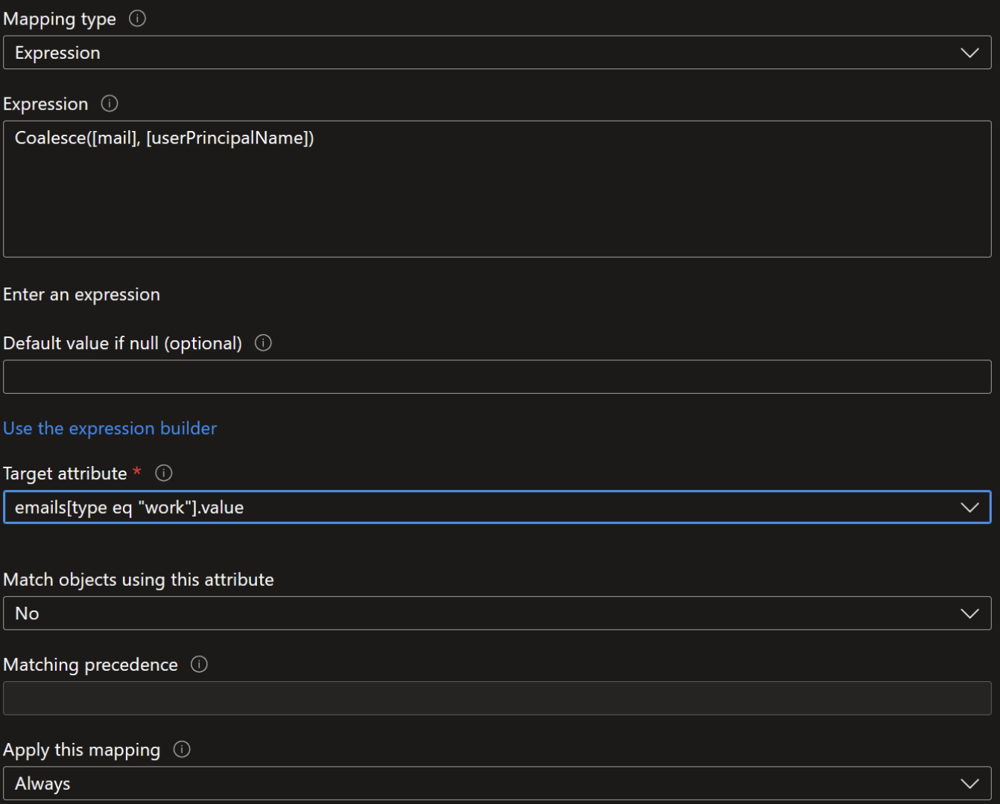 Mapping type
Expression
Expression
Coalesce([mail], [userPrincipalName])
Enter an expression
Default value if null (optional)
Use the expression builder
Target attribute *
emails[type eq "work"].value
Match objects using this attribute
No
Matching precedence
Apply this mapping
Always